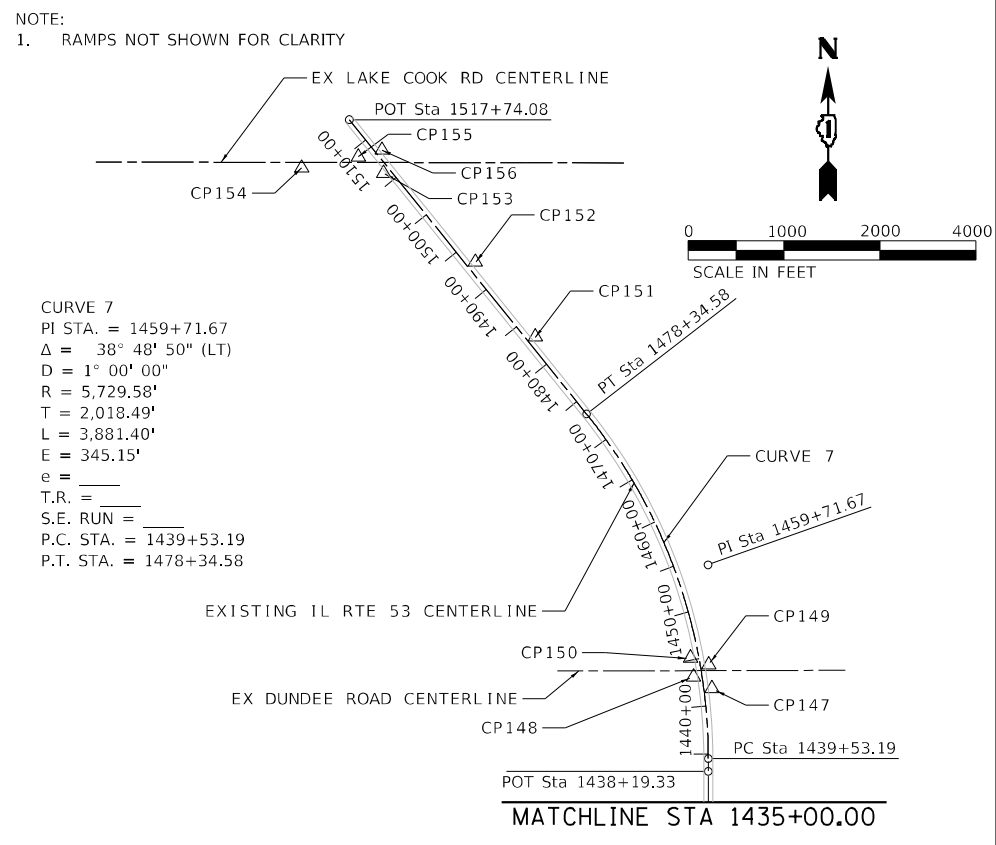 NOTE:
1. RAMPS NOT SHOWN FOR CLARITY
N
1
EX LAKE COOK RD CENTERLINE
POT Sta 1517+74.08
CP155
CP156
CP153
CP154
CP152
CP151
1510+00
1500+00
1490+00
1480+00
1470+00
1460+00
1450+00
1440+00
0 1000 2000 4000
SCALE IN FEET
PT Sta 1478+34.58
CURVE 7
PI STA. = 1459+71.67
Δ = 38° 48' 50" (LT)
D = 1° 00' 00"
R = 5,729.58'
T = 2,018.49'
L = 3,881.40'
E = 345.15'
e = ____
T.R. = ____
S.E. RUN = ____
P.C. STA. = 1439+53.19
P.T. STA. = 1478+34.58
CURVE 7
PI Sta 1459+71.67
EXISTING IL RTE 53 CENTERLINE
CP149
CP150
EX DUNDEE ROAD CENTERLINE
CP147
CP148
PC Sta 1439+53.19
POT Sta 1438+19.33
MATCHLINE STA 1435+00.00